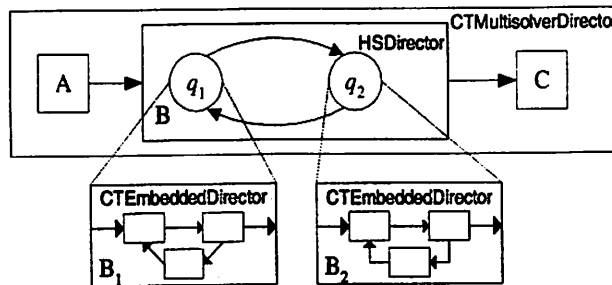 CTMultisolverDirecto
HSDirector
A
q1
q2
C
B
CTEmbeddedDirector
CTEmbeddedDirector
B1
B2